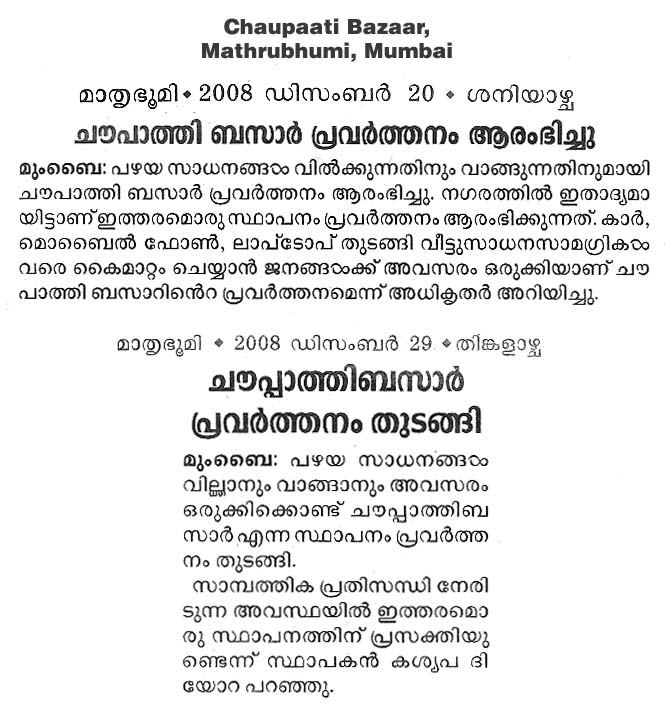 Chaupaati Bazaar,
Mathrubhumi, Mumbai
മാതൃഭൂമി ◆ 2008 ഡിസംബർ 20 ◆ ശനിയാഴ്ച
ചൗപാത്തി ബസാർ പ്രവർത്തനം ആരംഭിച്ചു
മുംബൈ: പഴയ സാധനങ്ങൾ വിൽക്കുന്നതിനും വാങ്ങുന്നതിനുമായി
ചൗപാത്തി ബസാർ പ്രവർത്തനം ആരംഭിച്ചു. നഗരത്തിൽ ഇതാദ്യമാ
യിട്ടാണ് ഇത്തരമൊരു സ്ഥാപനം പ്രവർത്തനം ആരംഭിക്കുന്നത്. കാർ,
മൊബൈൽ ഫോൺ, ലാപ്ടോപ് തുടങ്ങി വീട്ടുസാധനസാമഗ്രികൾ
വരെ കൈമാറ്റം ചെയ്യാൻ ജനങ്ങൾക്ക് അവസരം ഒരുക്കിയാണ് ചൗ
പാത്തി ബസാറിൻെറ പ്രവർത്തനമെന്ന് അധികൃതർ അറിയിച്ചു.
മാതൃഭൂമി ◆ 2008 ഡിസംബർ 29 ◆ തിങ്കളാഴ്ച
ചൗപ്പാത്തിബസാർ
പ്രവർത്തനം തുടങ്ങി
മുംബൈ: പഴയ സാധനങ്ങൾ
വില്ക്കാനും വാങ്ങാനും അവസരം
ഒരുക്കിക്കൊണ്ട് ചൗപ്പാത്തിബ
സാർ എന്ന സ്ഥാപനം പ്രവർത്ത
നം തുടങ്ങി.
സാമ്പത്തിക പ്രതിസന്ധി നേരി
ടുന്ന അവസ്ഥയിൽ ഇത്തരമൊ
രു സ്ഥാപനത്തിന് പ്രസക്തിയു
ണ്ടെന്ന് സ്ഥാപകൻ കശ്യപ ദി
യോറ പറഞ്ഞു.